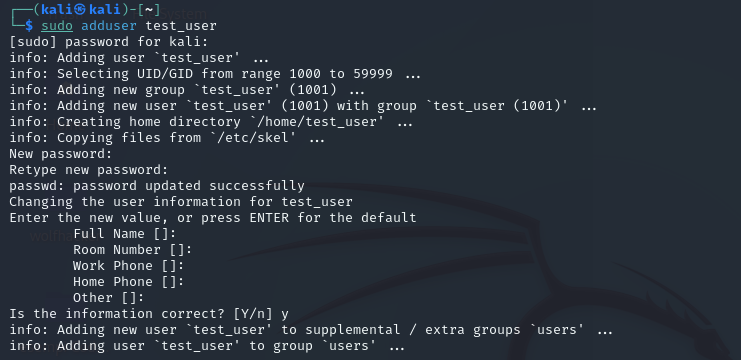 ┌──(kali㉿kali)-[~]
└─$ sudo adduser test_user
[sudo] password for kali:
info: Adding user `test_user' ...
info: Selecting UID/GID from range 1000 to 59999 ...
info: Adding new group `test_user' (1001) ...
info: Adding new user `test_user' (1001) with group `test_user (1001)' ...
info: Creating home directory `/home/test_user' ...
info: Copying files from `/etc/skel' ...
New password:
Retype new password:
passwd: password updated successfully
Changing the user information for test_user
Enter the new value, or press ENTER for the default
        Full Name []:
        Room Number []:
        Work Phone []:
        Home Phone []:
        Other []:
Is the information correct? [Y/n] y
info: Adding new user `test_user' to supplemental / extra groups `users' ...
info: Adding user `test_user' to group `users' ...